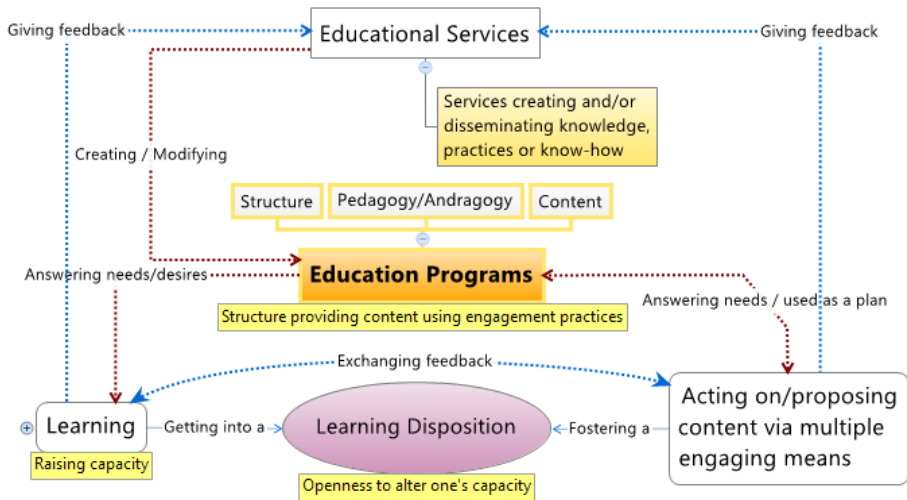 Giving feedback
Educational Services
Giving feedback
Services creating and/or
disseminating knowledge,
practices or know-how
Creating / Modifying
Structure
Pedagogy/Andragogy
Content
Education Programs
Answering needs/desires
Structure providing content using engagement practices
Answering needs / used as a plan
Exchanging feedback
Learning
Raising capacity
Getting into a
Learning Disposition
Openness to alter one's capacity
Fostering a
Acting on/proposing
content via multiple
engaging means